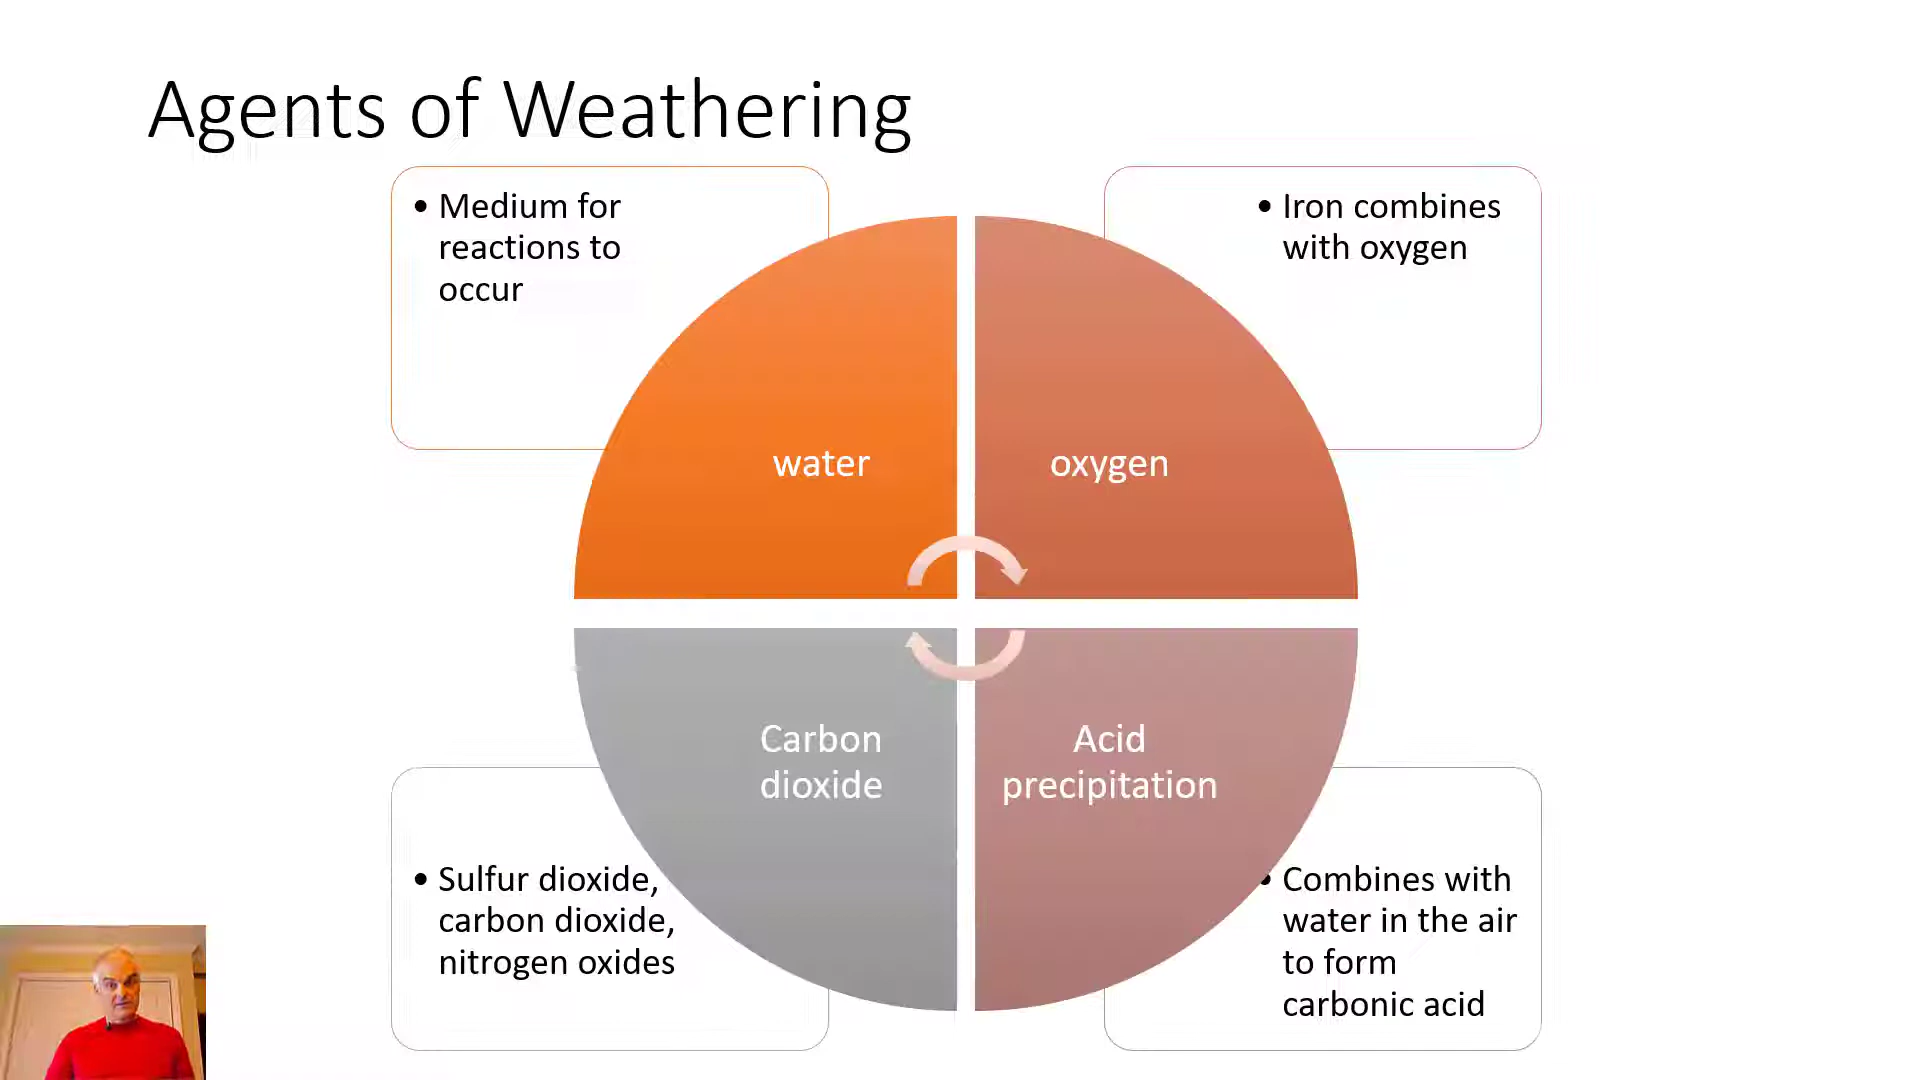 Agents of Weathering
• Medium for
reactions to
occur
• Iron combines
with oxygen
water
oxygen
Carbon
dioxide
Acid
precipitation
• Sulfur dioxide,
carbon dioxide,
nitrogen oxides
• Combines with
water in the air
to form
carbonic acid